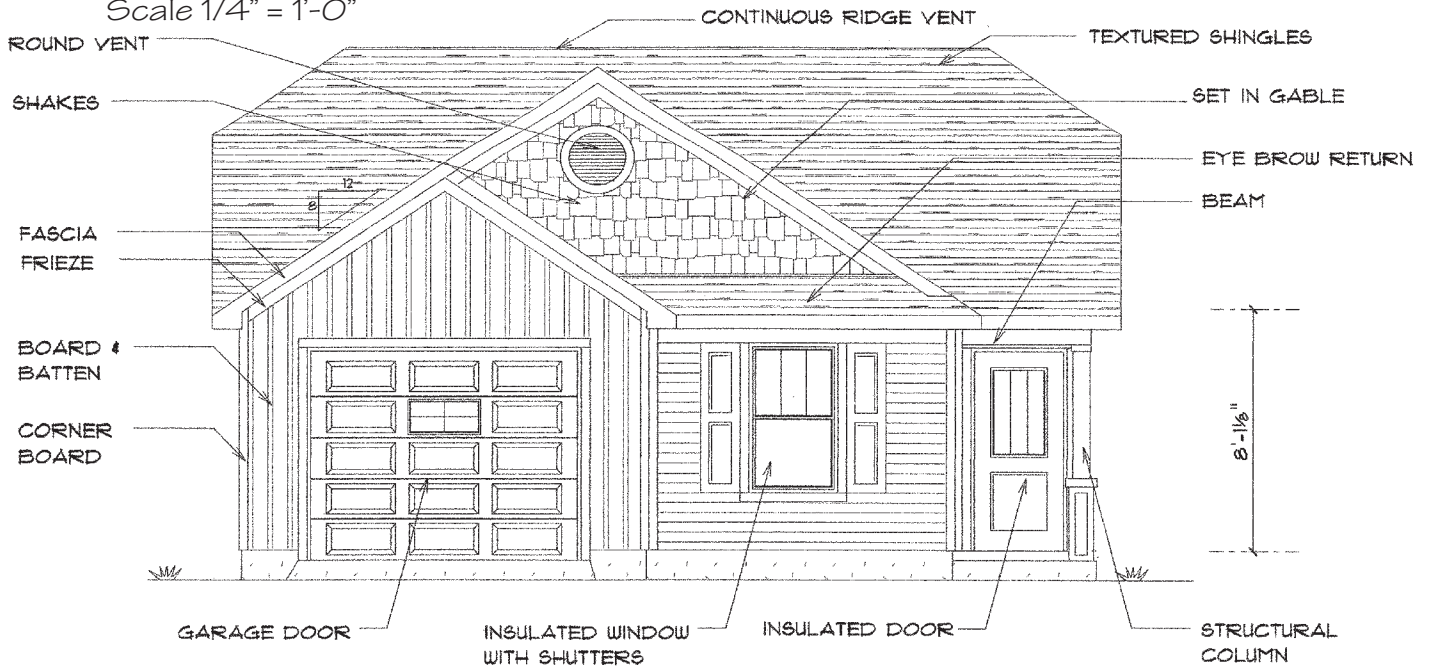 Scale 1/4" = 1'-0"
CONTINUOUS RIDGE VENT
ROUND VENT
TEXTURED SHINGLES
SHAKES
SET IN GABLE
EYE BROW RETURN
12
8
BEAM
FASCIA
FRIEZE
BOARD &
BATTEN
CORNER
BOARD
8'-1⅛"
GARAGE DOOR
INSULATED WINDOW
WITH SHUTTERS
INSULATED DOOR
STRUCTURAL
COLUMN